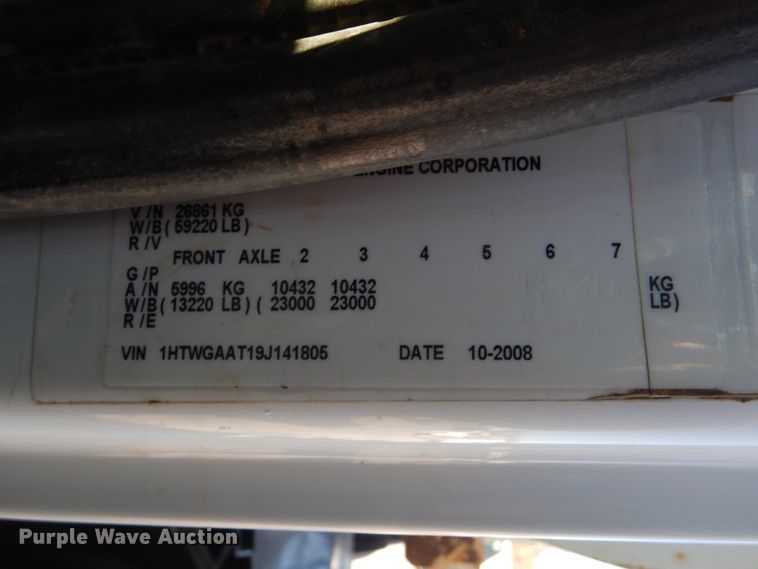 ENGINE CORPORATION
V/N 26861 KG
W/B ( 59220 LB )
R/V
FRONT AXLE 2 3 4 5 6 7
G/P
A/N 5996 KG 10432 10432 KG
W/B ( 13220 LB ) ( 23000 23000 LB)
R/E
VIN 1HTWGAAT19J141805 DATE 10-2008
Purple Wave Auction